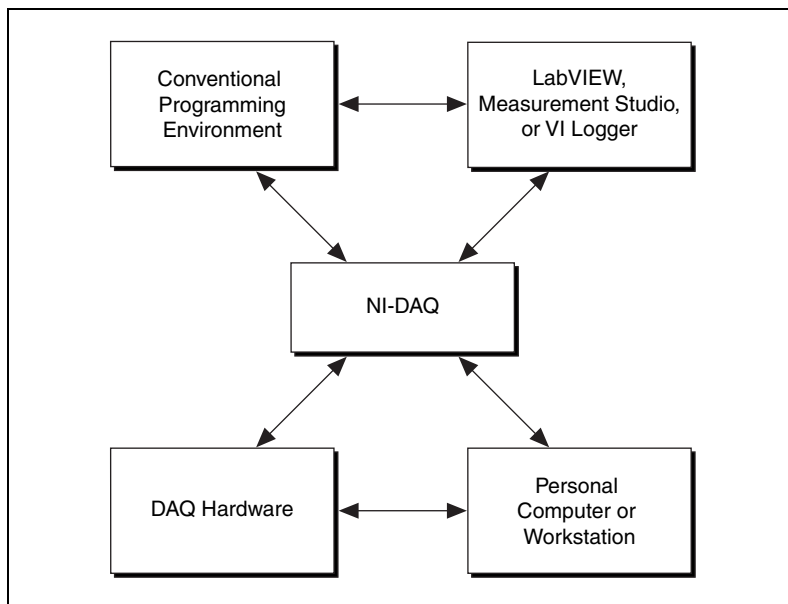 Conventional
Programming
Environment
LabVIEW,
Measurement Studio,
or VI Logger
NI-DAQ
DAQ Hardware
Personal
Computer or
Workstation